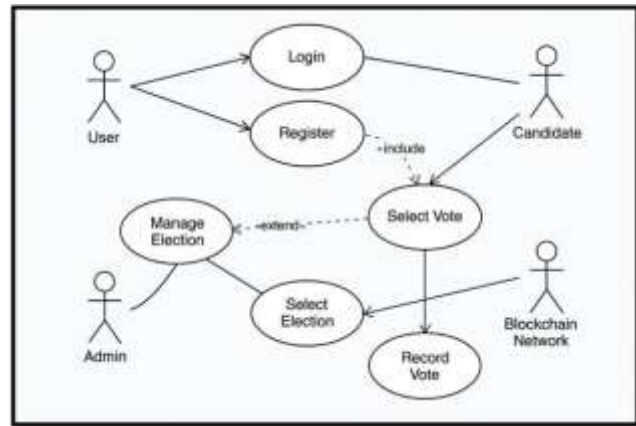 Login
User
Register
Candidate
-include
Manage
Election
-extend-
Select Vote
Select
Election
Admin
Blockchain
Network
Record
Vote